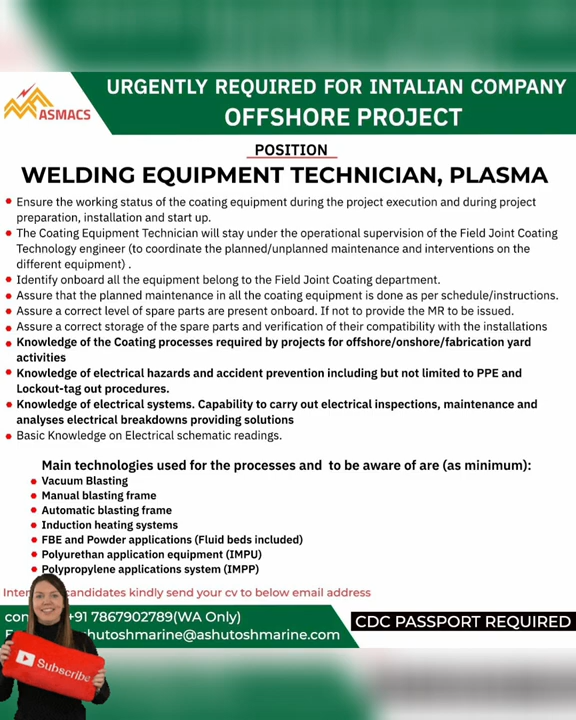 ASMACS
URGENTLY REQUIRED FOR INTALIAN COMPANY
OFFSHORE PROJECT
POSITION
WELDING EQUIPMENT TECHNICIAN, PLASMA
• Ensure the working status of the coating equipment during the project execution and during project
preparation, installation and start up.
• The Coating Equipment Technician will stay under the operational supervision of the Field Joint Coating
Technology engineer (to coordinate the planned/unplanned maintenance and interventions on the
different equipment) .
• Identify onboard all the equipment belong to the Field Joint Coating department.
• Assure that the planned maintenance in all the coating equipment is done as per schedule/instructions.
• Assure a correct level of spare parts are present onboard. If not to provide the MR to be issued.
• Assure a correct storage of the spare parts and verification of their compatibility with the installations
• Knowledge of the Coating processes required by projects for offshore/onshore/fabrication yard
activities
• Knowledge of electrical hazards and accident prevention including but not limited to PPE and
Lockout-tag out procedures.
• Knowledge of electrical systems. Capability to carry out electrical inspections, maintenance and
analyses electrical breakdowns providing solutions
• Basic Knowledge on Electrical schematic readings.
Main technologies used for the processes and to be aware of are (as minimum):
• Vacuum Blasting
• Manual blasting frame
• Automatic blasting frame
• Induction heating systems
• FBE and Powder applications (Fluid beds included)
• Polyurethan application equipment (IMPU)
• Polypropylene applications system (IMPP)
candidates kindly send your cv to below email address
+91 7867902789(WA Only)
hutoshmarine@ashutoshmarine.com
CDC PASSPORT REQUIRED
Subscribe